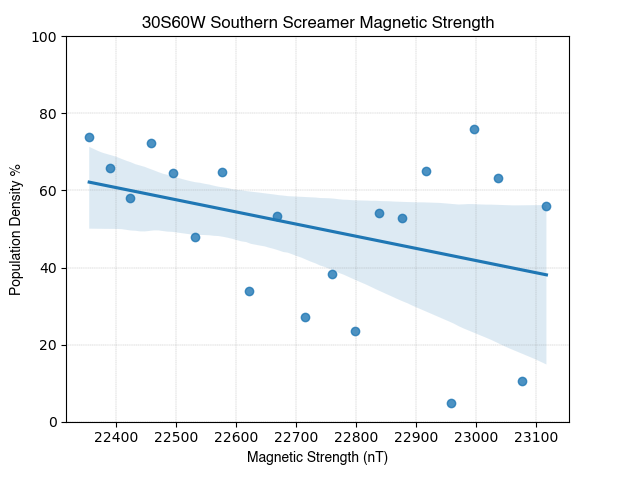 30S60W Southern Screamer Magnetic Strength
100
80
60
40
20
0
Population Density %
22400 22500 22600 22700 22800 22900 23000 23100
Magnetic Strength (nT)